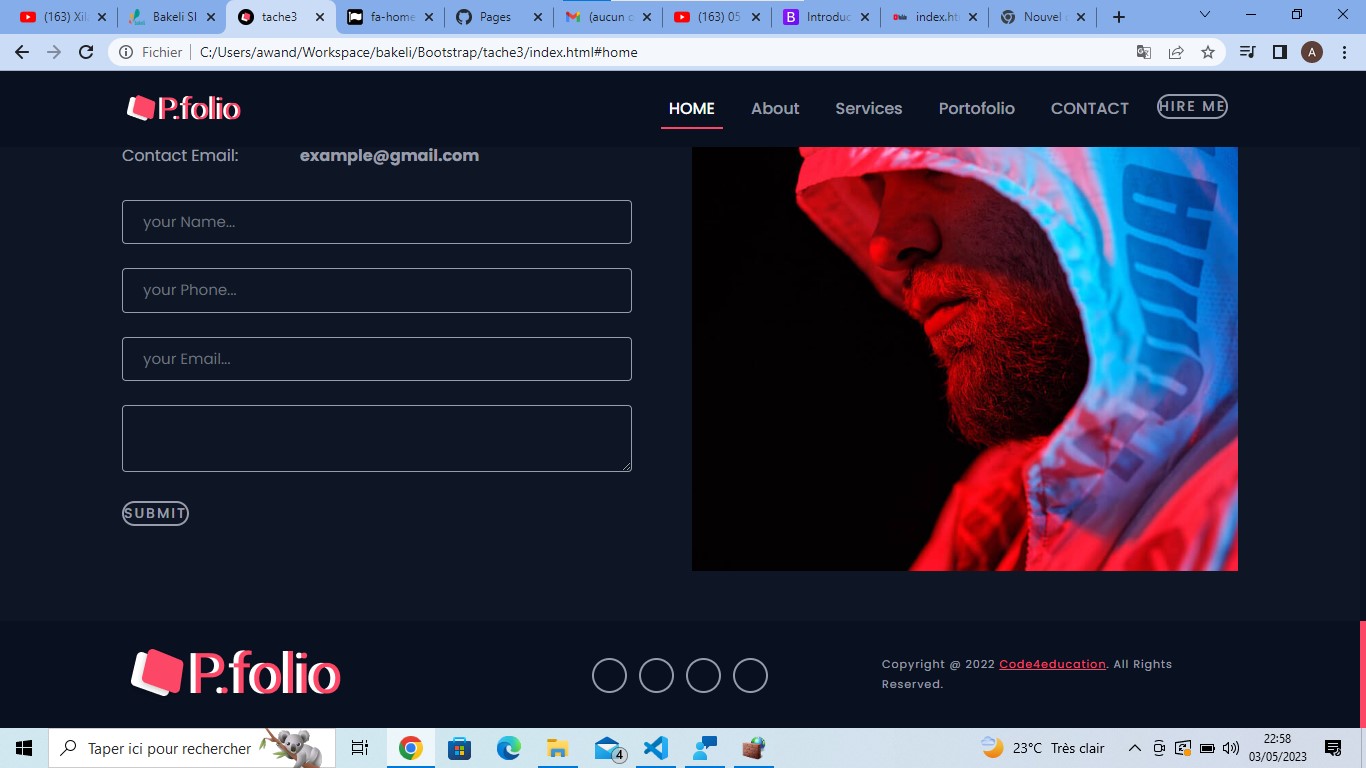 (163) Xil
Bakeli Sl
tache3
fa-home
Pages
(aucun o
(163) 05
Introduc
index.ht
Nouvel o
Fichier
C:/Users/awand/Workspace/bakeli/Bootstrap/tache3/index.html#home
A
P.folio
HOME
About
Services
Portofolio
CONTACT
HIRE ME
Contact Email:
example@gmail.com
your Name...
your Phone...
your Email...
SUBMIT
P.folio
Copyright @ 2022 Code4education. All Rights
Reserved.
Taper ici pour rechercher
4
23°C Très clair
22:58
03/05/2023